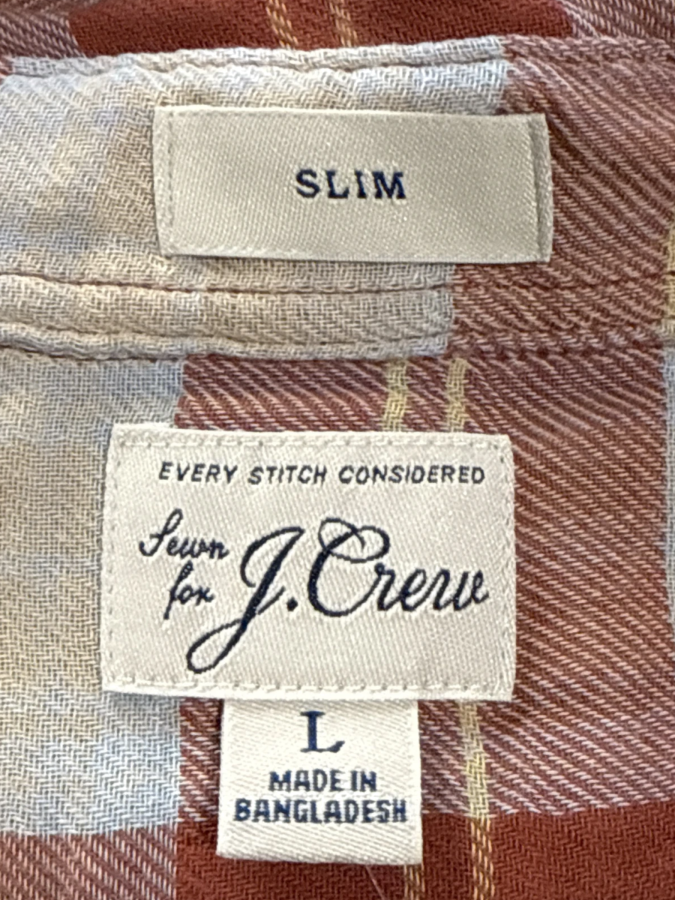 SLIM
EVERY STITCH CONSIDERED
Sewn
for J.Crew
L
MADE IN
BANGLADESH